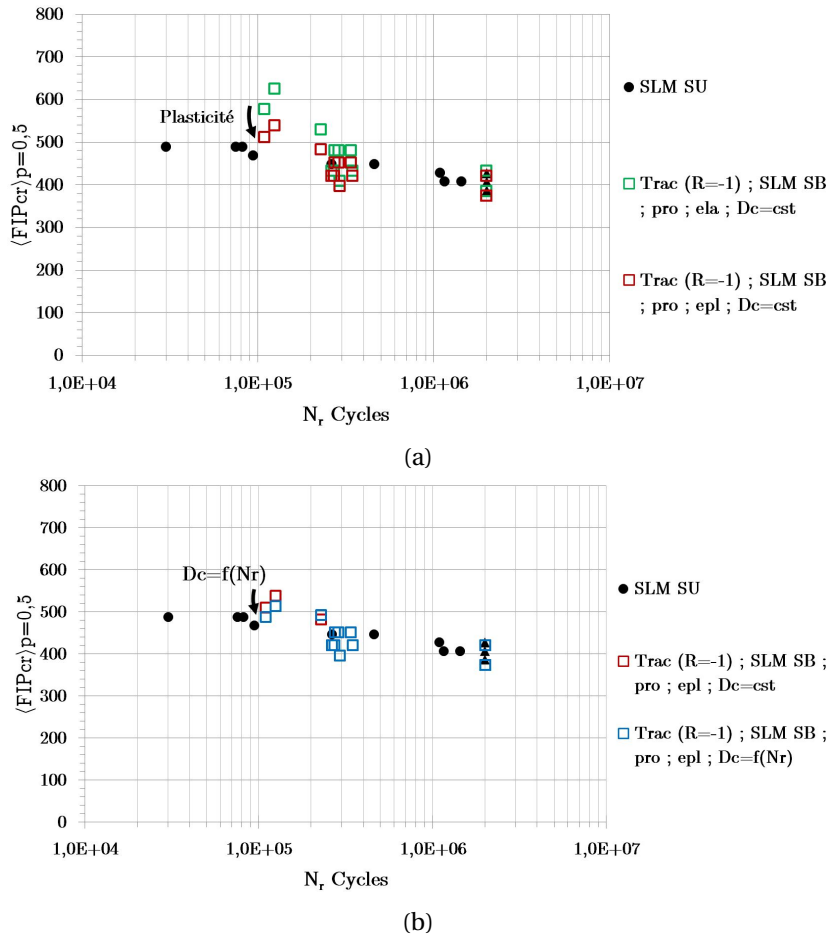 800
700
600
500
400
300
200
100
0
⟨FIPcr⟩p=0,5
Plasticité
1,0E+04
1,0E+05
1,0E+06
1,0E+07
N_r Cycles
SLM SU
Trac (R=-1) ; SLM SB
; pro ; ela ; Dc=cst
Trac (R=-1) ; SLM SB
; pro ; epl ; Dc=cst
(a)
800
700
600
500
400
300
200
100
0
⟨FIPcr⟩p=0,5
Dc=f(Nr)
1,0E+04
1,0E+05
1,0E+06
1,0E+07
N_r Cycles
SLM SU
Trac (R=-1) ; SLM SB ;
pro ; epl ; Dc=cst
Trac (R=-1) ; SLM SB ;
pro ; epl ; Dc=f(Nr)
(b)